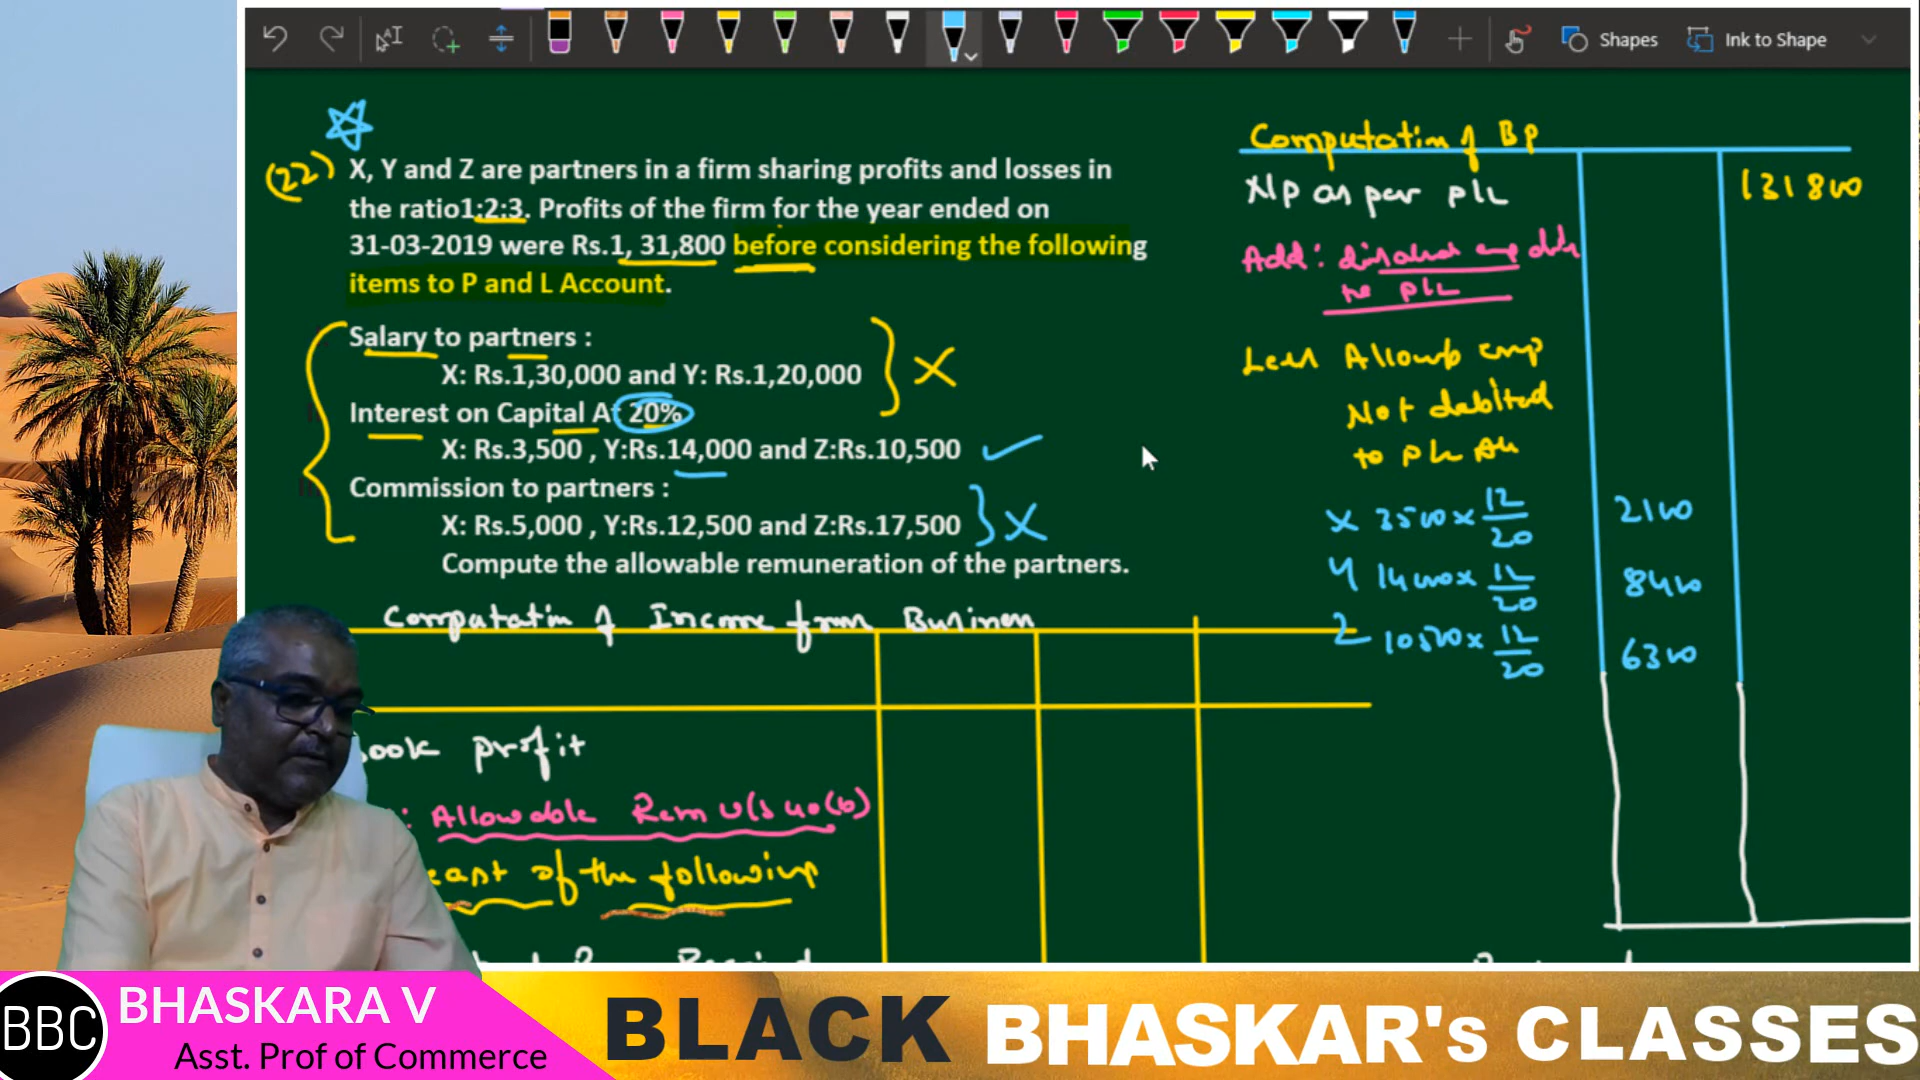 Shapes
Ink to Shape
(22) X, Y and Z are partners in a firm sharing profits and losses in
the ratio1:2:3. Profits of the firm for the year ended on
31-03-2019 were Rs.1, 31,800 before considering the following
items to P and L Account.
Salary to partners :
X: Rs.1,30,000 and Y: Rs.1,20,000
Interest on Capital At 20%
X: Rs.3,500 , Y:Rs.14,000 and Z:Rs.10,500
Commission to partners :
X: Rs.5,000 , Y:Rs.12,500 and Z:Rs.17,500
Compute the allowable remuneration of the partners.
Computation of Income from Business
Book profit
: Allowable Rem u/s 40(b)
Least of the following
Computation of Bp
Np as per P/L 131800
Add: disallowed exp debt
to P/L
Less Allowb exp
Not debited
to P/L A/c
X 3500 x 12/20 2100
Y 14000 x 12/20 8400
Z 10500 x 12/20 6300
BBC
BHASKARA V
Asst. Prof of Commerce
BLACK BHASKAR's CLASSES